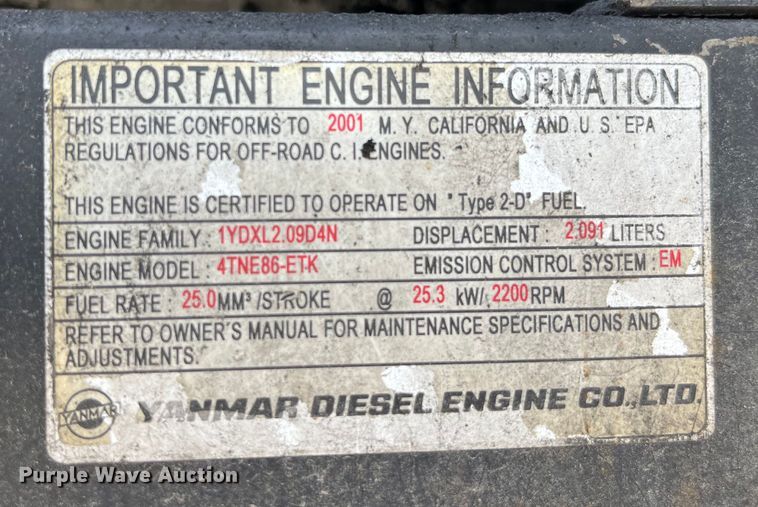 IMPORTANT ENGINE INFORMATION
THIS ENGINE CONFORMS TO 2001 M. Y. CALIFORNIA AND U. S. EPA
REGULATIONS FOR OFF-ROAD C. I. ENGINES.
THIS ENGINE IS CERTIFIED TO OPERATE ON " Type 2-D" FUEL.
ENGINE FAMILY : 1YDXL2.09D4N DISPLACEMENT : 2.091 LITERS
ENGINE MODEL : 4TNE86-ETK EMISSION CONTROL SYSTEM : EM
FUEL RATE : 25.0 MM³ /STROKE @ 25.3 kW/ 2200 RPM
REFER TO OWNER'S MANUAL FOR MAINTENANCE SPECIFICATIONS AND
ADJUSTMENTS.
YANMAR YANMAR DIESEL ENGINE CO.,LTD.
Purple Wave Auction